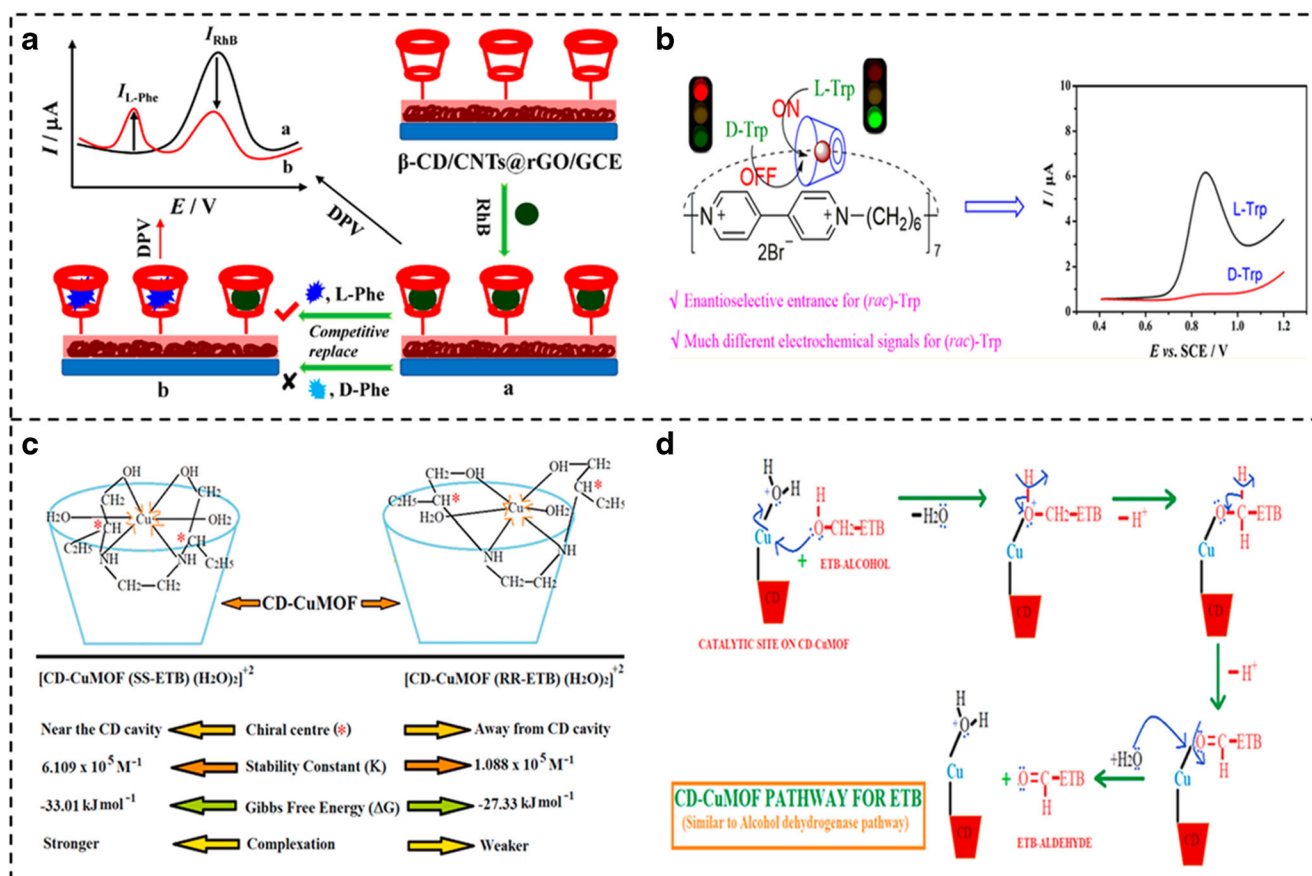 a
I / μA
I_RhB
I_L-Phe
a
b
E / V
β-CD/CNTs@rGO/GCE
RhB
DPV
DPV
, L-Phe
Competitive
replace
, D-Phe
b
a
b
L-Trp
ON
D-Trp
OFF
N
+
N
+
(CH₂)₆
7
2Br⁻
√ Enantioselective entrance for (rac)-Trp
√ Much different electrochemical signals for (rac)-Trp
I / μA
10
8
6
4
2
0
L-Trp
D-Trp
0.4 0.6 0.8 1.0 1.2
E vs. SCE / V
c
OH OH
CH2 CH2
H2O Cu OH2
*CH *CH
C2H5 C2H5
NH NH
CH2—CH2
OH OH—CH2
CH2 CH*
CH* C2H5
C2H5 H2O Cu OH2
NH NH
CH2—CH2
CD-CuMOF
[CD-CuMOF (SS-ETB) (H2O)₂]⁺²
[CD-CuMOF (RR-ETB) (H2O)₂]⁺²
Near the CD cavity Chiral centre (*) Away from CD cavity
6.109 x 10⁵ M⁻¹ Stability Constant (K) 1.088 x 10⁵ M⁻¹
-33.01 kJ mol⁻¹ Gibbs Free Energy (ΔG) -27.33 kJ mol⁻¹
Stronger Complexation Weaker
d
H
O H
+
Cu
CD
H
O—CH2—ETB
+
ETB-ALCOHOL
CATALYTIC SITE ON CD-CuMOF
−H2O
H
O—CH2—ETB
+
Cu
CD
−H⁺
H
O—C—ETB
H
Cu
CD
−H⁺
O=C—ETB
H
Cu
CD
+H2O
+ O=C—ETB
H
ETB-ALDEHYDE
H
O H
+
Cu
CD
CD-CuMOF PATHWAY FOR ETB
(Similar to Alcohol dehydrogenase pathway)